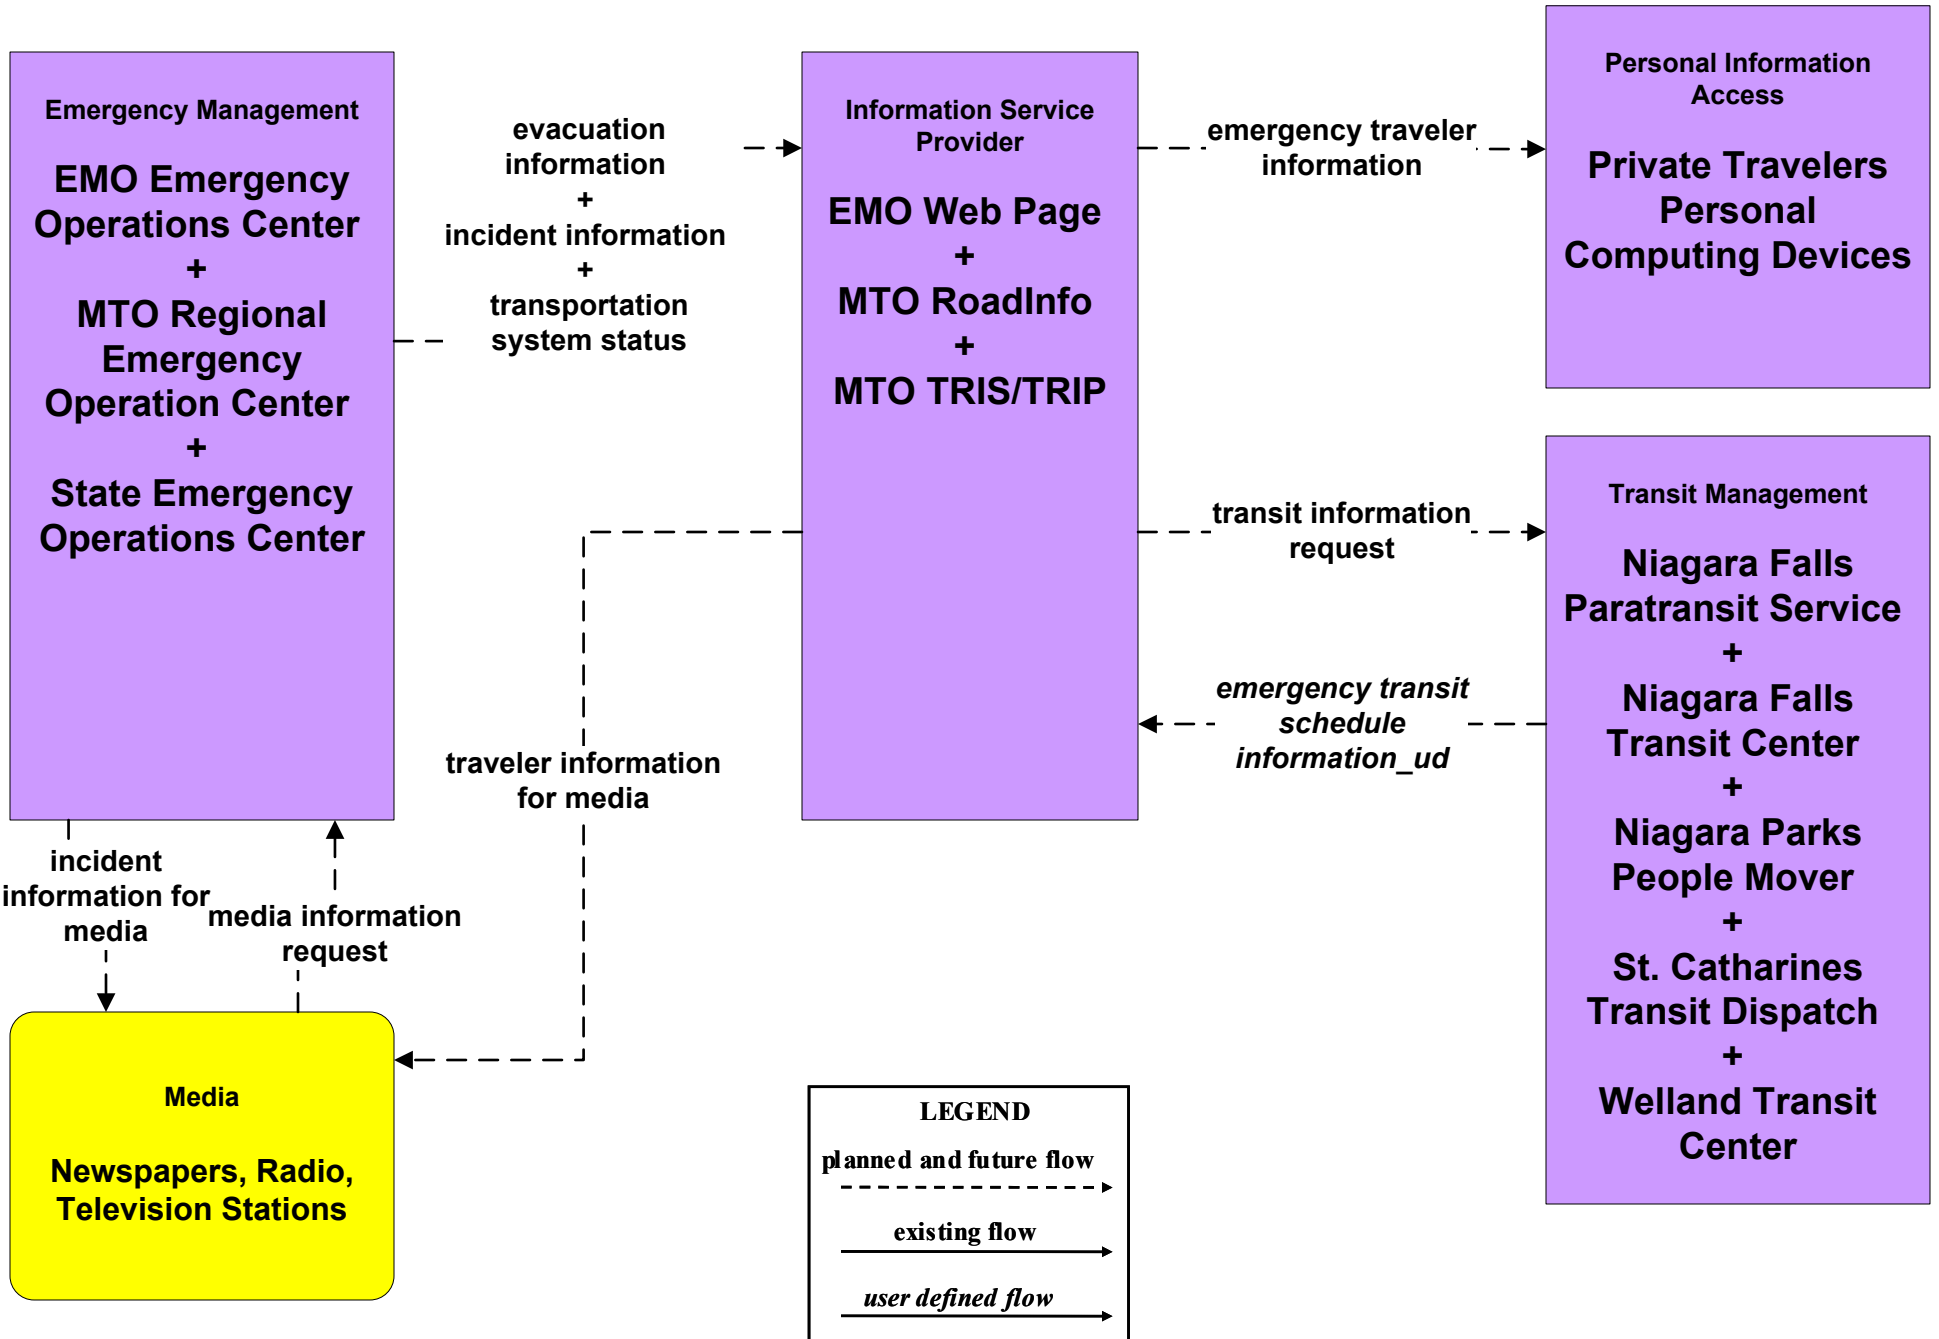 Emergency Management
EMO Emergency
Operations Center
+
MTO Regional
Emergency
Operation Center
+
State Emergency
Operations Center
evacuation
information
+
incident information
+
transportation
system status
Information Service
Provider
EMO Web Page
+
MTO RoadInfo
+
MTO TRIS/TRIP
emergency traveler
information
Personal Information
Access
Private Travelers
Personal
Computing Devices
transit information
request
emergency transit
schedule
information_ud
Transit Management
Niagara Falls
Paratransit Service
+
Niagara Falls
Transit Center
+
Niagara Parks
People Mover
+
St. Catharines
Transit Dispatch
+
Welland Transit
Center
traveler information
for media
incident
information for
media
media information
request
Media
Newspapers, Radio,
Television Stations
LEGEND
planned and future flow
existing flow
user defined flow